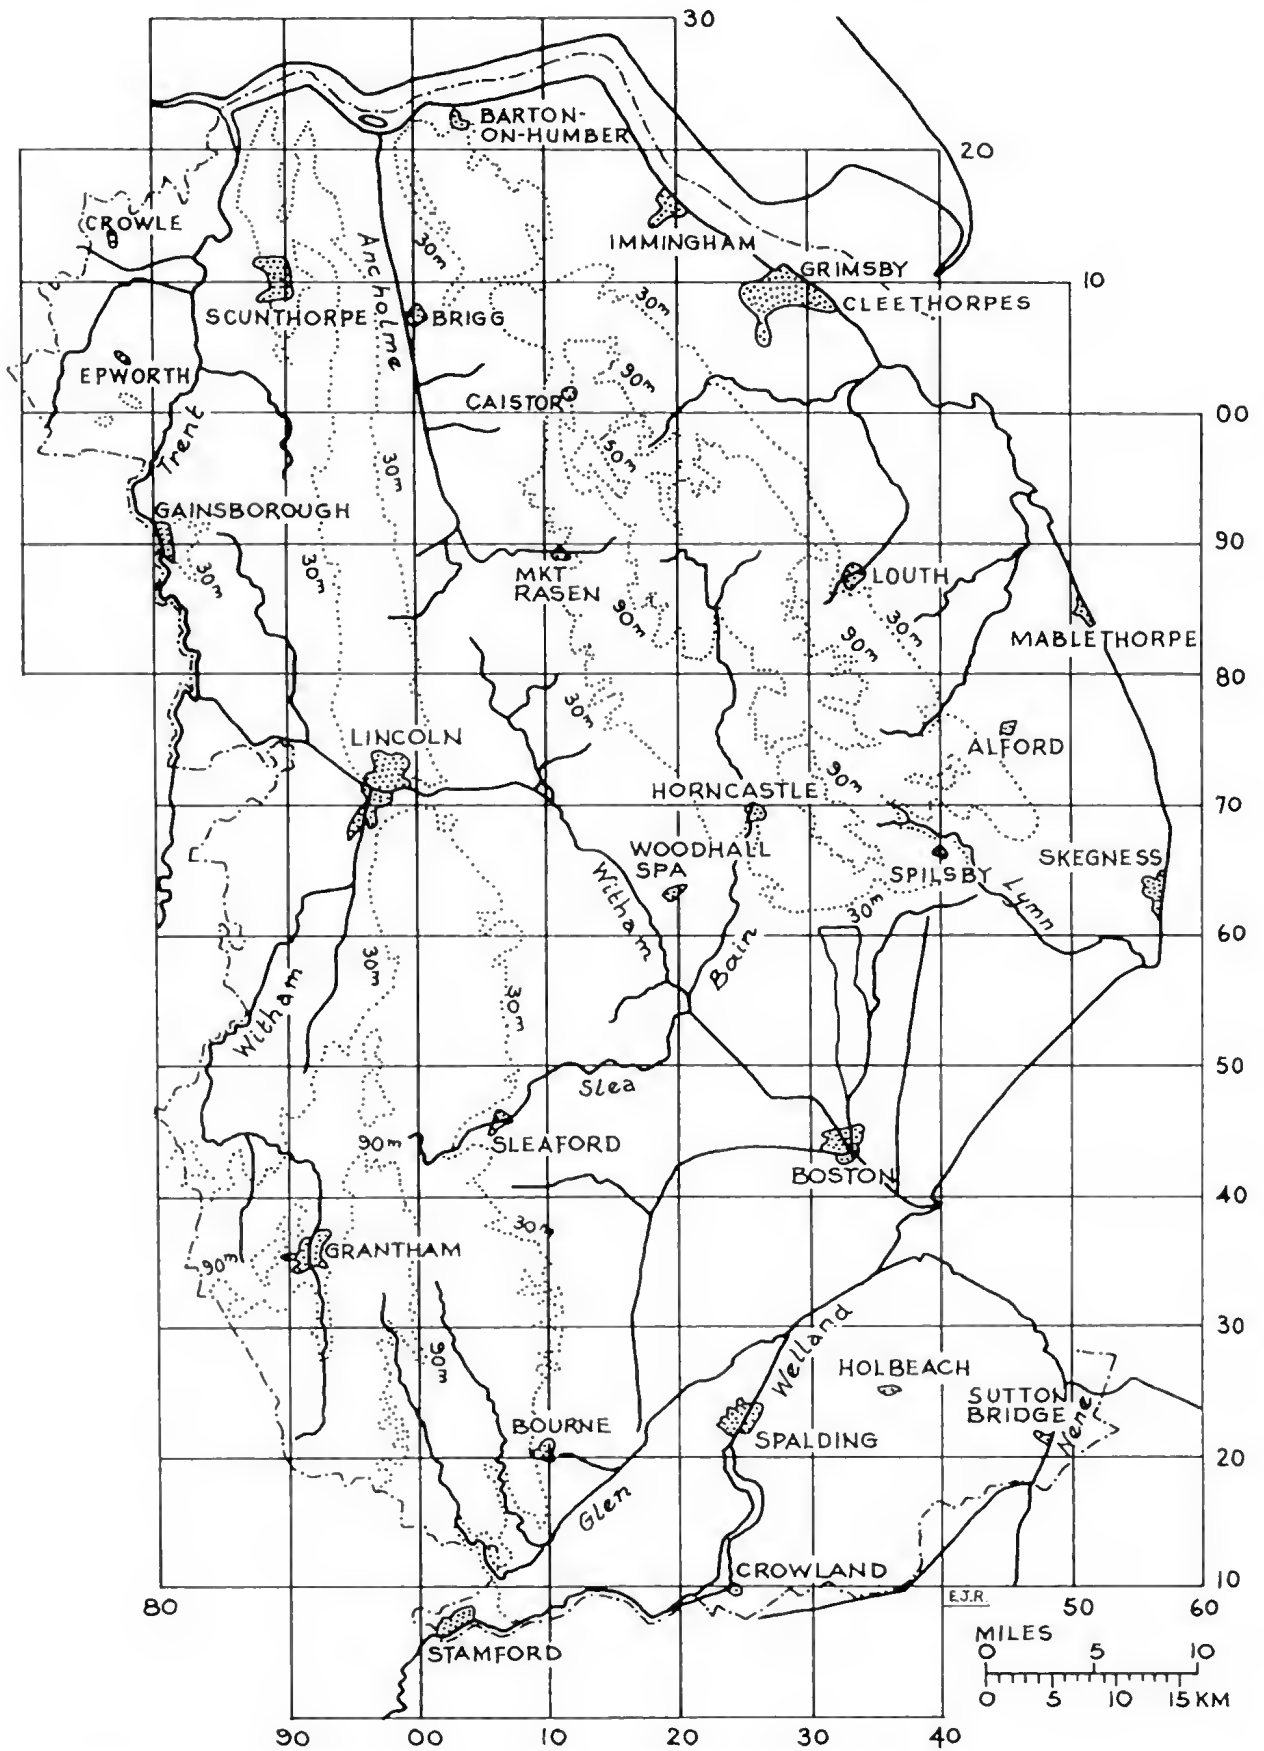 30
BARTON-
ON-HUMBER
20
CROWLE
IMMINGHAM
Ancholme
30m
GRIMSBY
10
CLEETHORPES
30m
SCUNTHORPE
BRIGG
EPWORTH
90m
CAISTOR
00
Trent
50m
30m
GAINSBOROUGH
90
30m
30m
MKT
RASEN
LOUTH
90m
30m
90m
MABLETHORPE
80
30m
LINCOLN
ALFORD
90m
HORNCASTLE
70
WOODHALL
SPA
SKEGNESS
SPILSBY
Witham
Lymn
30m
60
30m
Bain
Witham
30m
50
Slea
90m
SLEAFORD
BOSTON
40
30m
GRANTHAM
90m
30
Welland
90m
HOLBEACH
SUTTON
BRIDGE
Nene
BOURNE
SPALDING
20
Glen
CROWLAND
10
80
E.J.R.
50
60
STAMFORD
MILES
0 5 10
0 5 10 15 KM
90 00 10 20 30 40